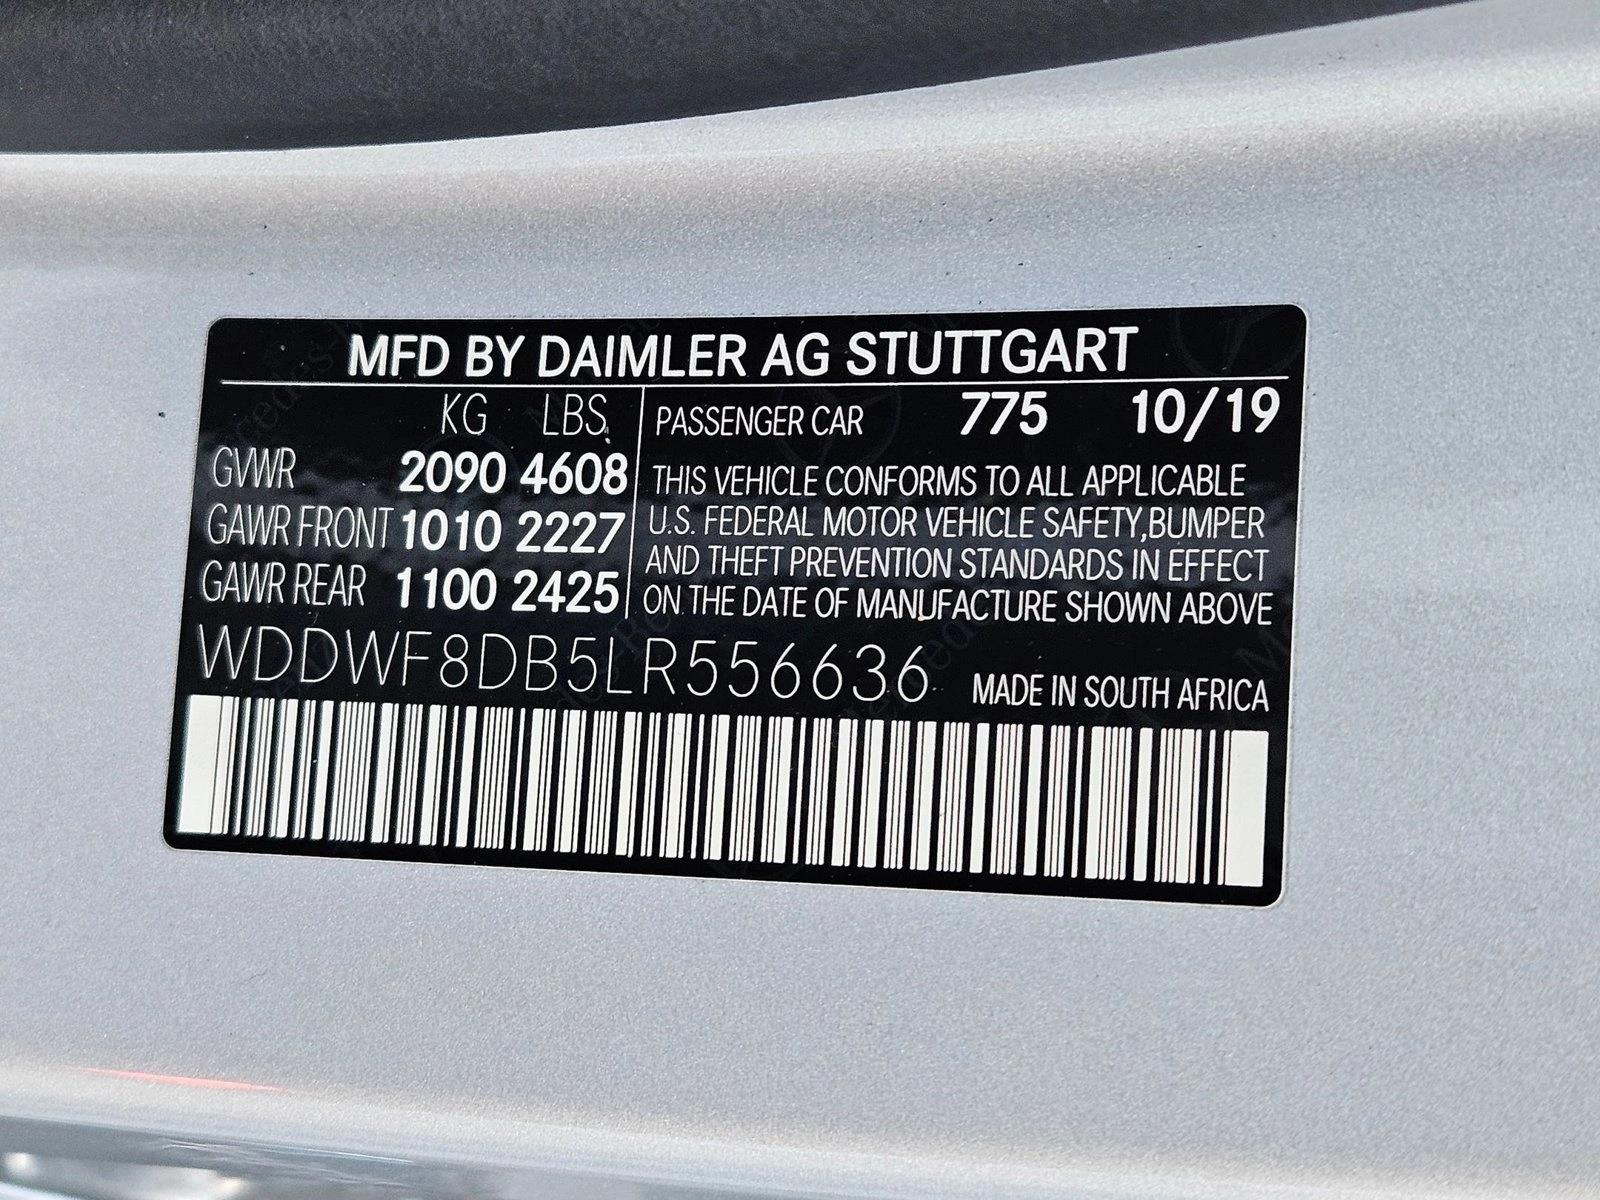 MFD BY DAIMLER AG STUTTGART
KG LBS
GVWR 2090 4608
GAWR FRONT 1010 2227
GAWR REAR 1100 2425
PASSENGER CAR 775 10/19
THIS VEHICLE CONFORMS TO ALL APPLICABLE
U.S. FEDERAL MOTOR VEHICLE SAFETY, BUMPER
AND THEFT PREVENTION STANDARDS IN EFFECT
ON THE DATE OF MANUFACTURE SHOWN ABOVE
WDDWF8DB5LR556636
MADE IN SOUTH AFRICA